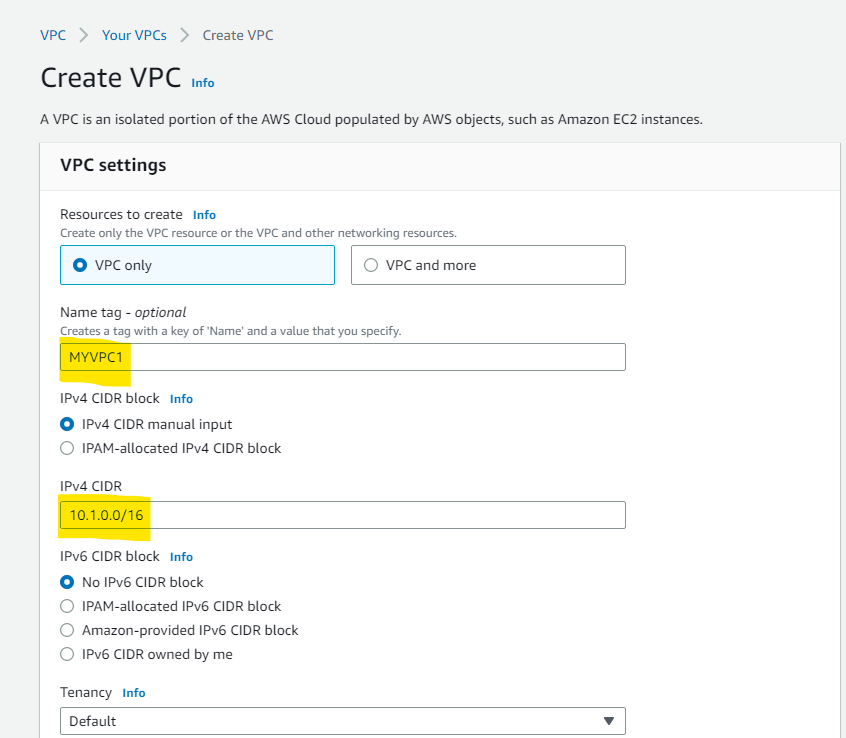 VPC > Your VPCs > Create VPC
Create VPC Info
A VPC is an isolated portion of the AWS Cloud populated by AWS objects, such as Amazon EC2 instances.
VPC settings
Resources to create Info
Create only the VPC resource or the VPC and other networking resources.
VPC only VPC and more
Name tag - optional
Creates a tag with a key of 'Name' and a value that you specify.
MYVPC1
IPv4 CIDR block Info
IPv4 CIDR manual input
IPAM-allocated IPv4 CIDR block
IPv4 CIDR
10.1.0.0/16
IPv6 CIDR block Info
No IPv6 CIDR block
IPAM-allocated IPv6 CIDR block
Amazon-provided IPv6 CIDR block
IPv6 CIDR owned by me
Tenancy Info
Default